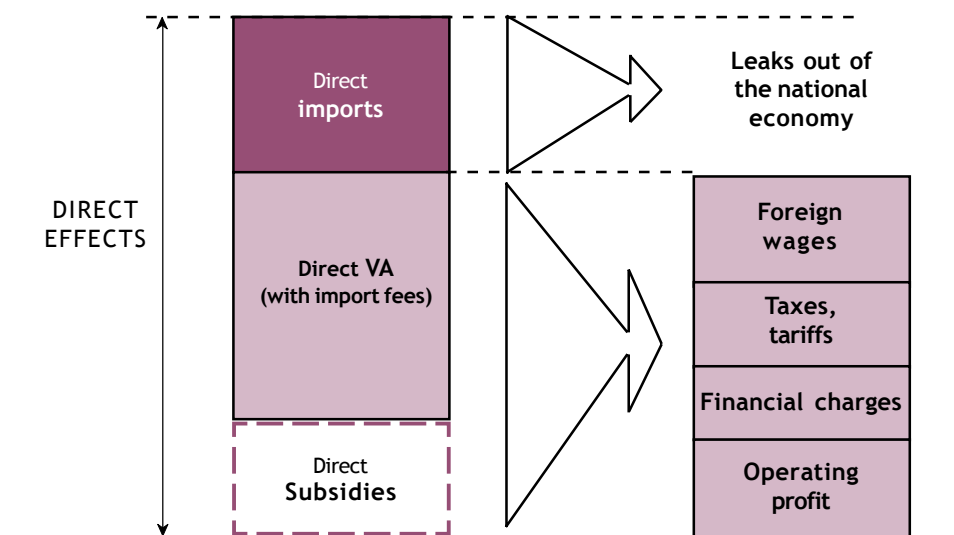 Direct
imports
Leaks out of
the national
economy
DIRECT
EFFECTS
Direct VA
(with import fees)
Foreign
wages
Taxes,
tariffs
Financial charges
Direct
Subsidies
Operating
profit